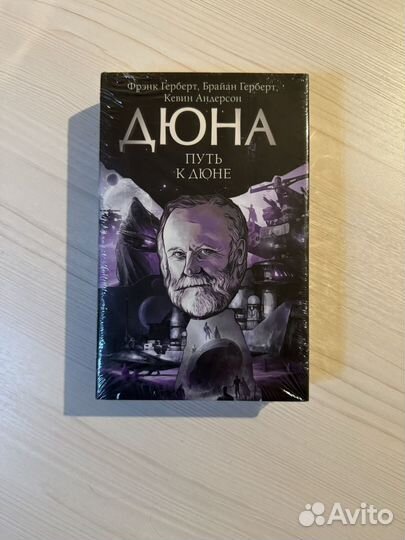 Фрэнк Герберт, Брайан Герберт,
Кевин Андерсон
ДЮНА
ПУТЬ
К ДЮНЕ
Avito